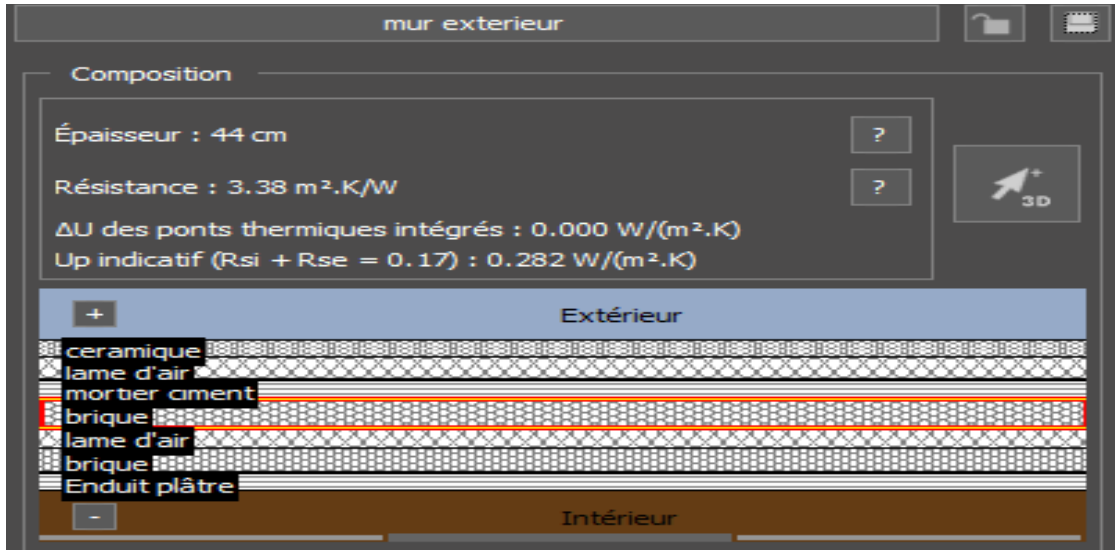 mur exterieur
Composition
Épaisseur : 44 cm
?
Résistance : 3.38 m².K/W
?
3D
ΔU des ponts thermiques intégrés : 0.000 W/(m².K)
Up indicatif (Rsi + Rse = 0.17) : 0.282 W/(m².K)
+ Extérieur
ceramique
lame d'air
mortier ciment
brique
lame d'air
brique
Enduit plâtre
- Intérieur